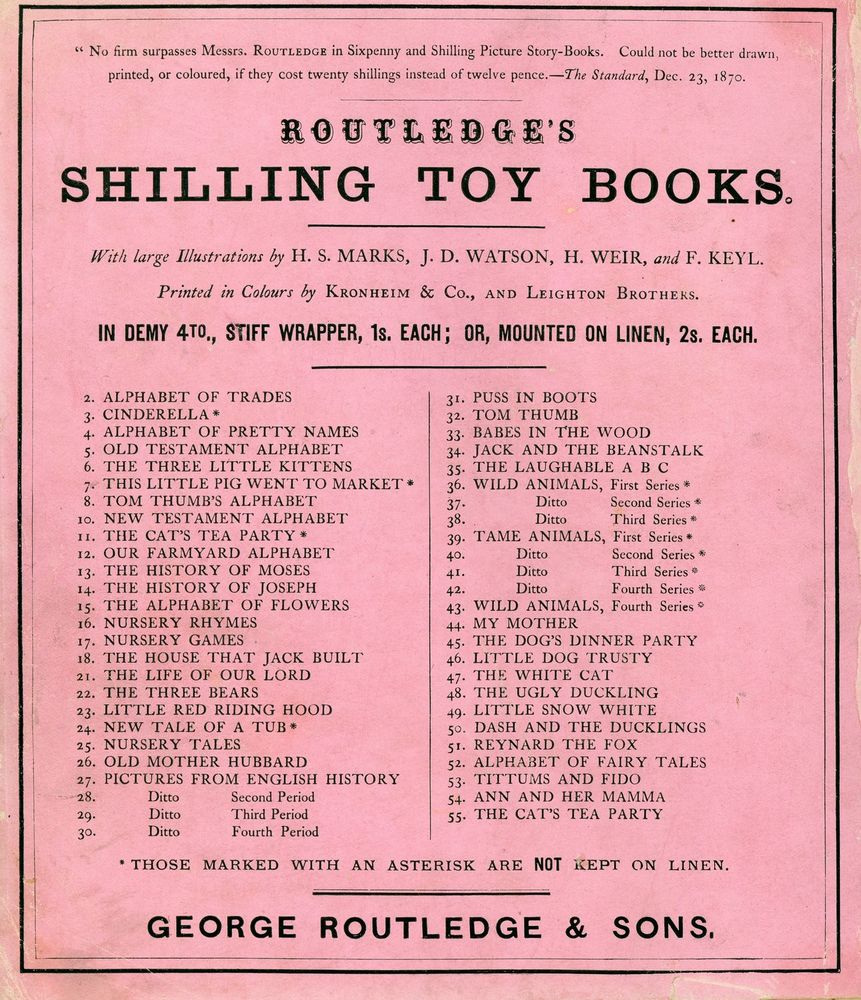 “ No firm surpasses Messrs. ROUTLEDGE in Sixpenny and Shilling Picture Story-Books. Could not be better drawn,
printed, or coloured, if they cost twenty shillings instead of twelve pence.—The Standard, Dec. 23, 1870.
ROUTLEDGE'S
SHILLING TOY BOOKS.
With large Illustrations by H. S. MARKS, J. D. WATSON, H. WEIR, and F. KEYL.
Printed in Colours by KRONHEIM & Co., AND LEIGHTON BROTHERS.
IN DEMY 4TO., STIFF WRAPPER, 1s. EACH; OR, MOUNTED ON LINEN, 2s. EACH.
2. ALPHABET OF TRADES
3. CINDERELLA *
4. ALPHABET OF PRETTY NAMES
5. OLD TESTAMENT ALPHABET
6. THE THREE LITTLE KITTENS
7. THIS LITTLE PIG WENT TO MARKET *
8. TOM THUMB'S ALPHABET
10. NEW TESTAMENT ALPHABET
11. THE CAT'S TEA PARTY *
12. OUR FARMYARD ALPHABET
13. THE HISTORY OF MOSES
14. THE HISTORY OF JOSEPH
15. THE ALPHABET OF FLOWERS
16. NURSERY RHYMES
17. NURSERY GAMES
18. THE HOUSE THAT JACK BUILT
21. THE LIFE OF OUR LORD
22. THE THREE BEARS
23. LITTLE RED RIDING HOOD
24. NEW TALE OF A TUB *
25. NURSERY TALES
26. OLD MOTHER HUBBARD
27. PICTURES FROM ENGLISH HISTORY
28. Ditto Second Period
29. Ditto Third Period
30. Ditto Fourth Period
31. PUSS IN BOOTS
32. TOM THUMB
33. BABES IN THE WOOD
34. JACK AND THE BEANSTALK
35. THE LAUGHABLE A B C
36. WILD ANIMALS, First Series *
37. Ditto Second Series *
38. Ditto Third Series *
39. TAME ANIMALS, First Series *
40. Ditto Second Series *
41. Ditto Third Series *
42. Ditto Fourth Series *
43. WILD ANIMALS, Fourth Series *
44. MY MOTHER
45. THE DOG'S DINNER PARTY
46. LITTLE DOG TRUSTY
47. THE WHITE CAT
48. THE UGLY DUCKLING
49. LITTLE SNOW WHITE
50. DASH AND THE DUCKLINGS
51. REYNARD THE FOX
52. ALPHABET OF FAIRY TALES
53. TITTUMS AND FIDO
54. ANN AND HER MAMMA
55. THE CAT'S TEA PARTY
* THOSE MARKED WITH AN ASTERISK ARE NOT KEPT ON LINEN.
GEORGE ROUTLEDGE & SONS.